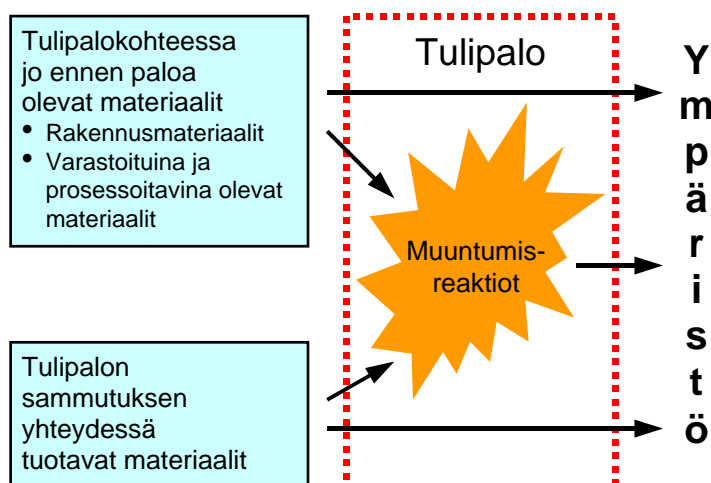 Tulipalokohteessa
jo ennen paloa
olevat materiaalit
• Rakennusmateriaalit
• Varastoituina ja
prosessoitavina olevat
materiaalit
Tulipalo
Muuntumis-
reaktiot
Tulipalon
sammutuksen
yhteydessä
tuotavat materiaalit
Y
m
p
ä
r
i
s
t
ö